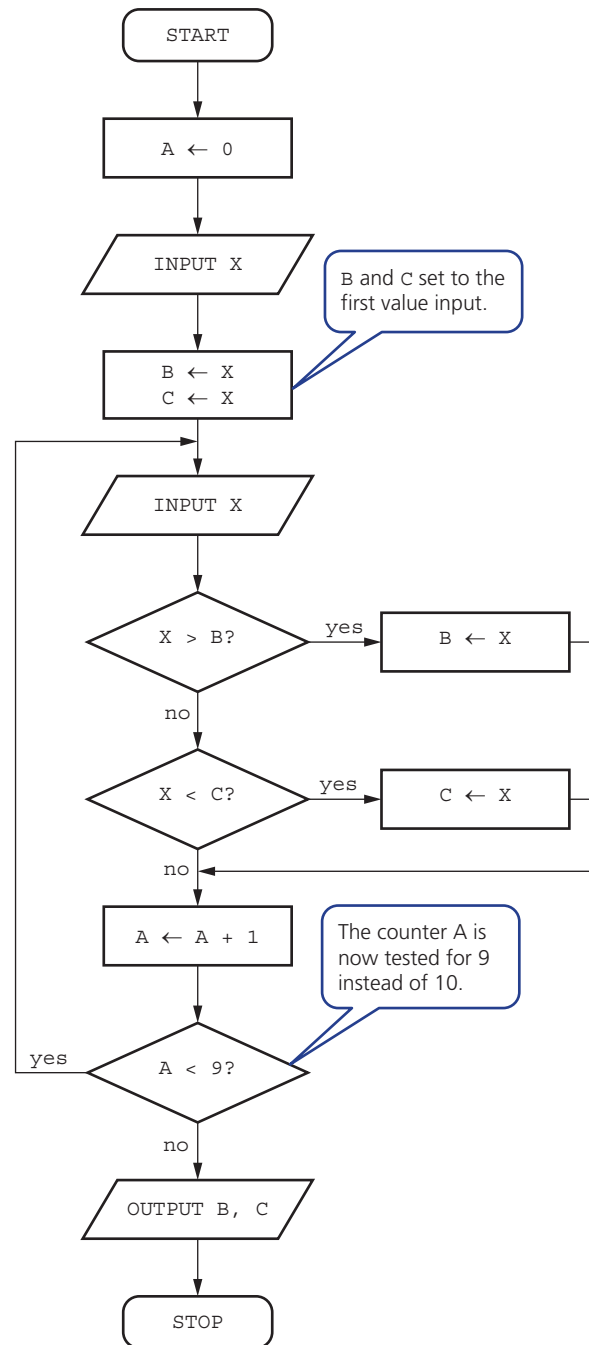 START
A ← 0
INPUT X
B and C set to the
first value input.
B ← X
C ← X
INPUT X
X > B?
yes
B ← X
no
X < C?
yes
C ← X
no
A ← A + 1
The counter A is
now tested for 9
instead of 10.
yes
A < 9?
no
OUTPUT B, C
STOP